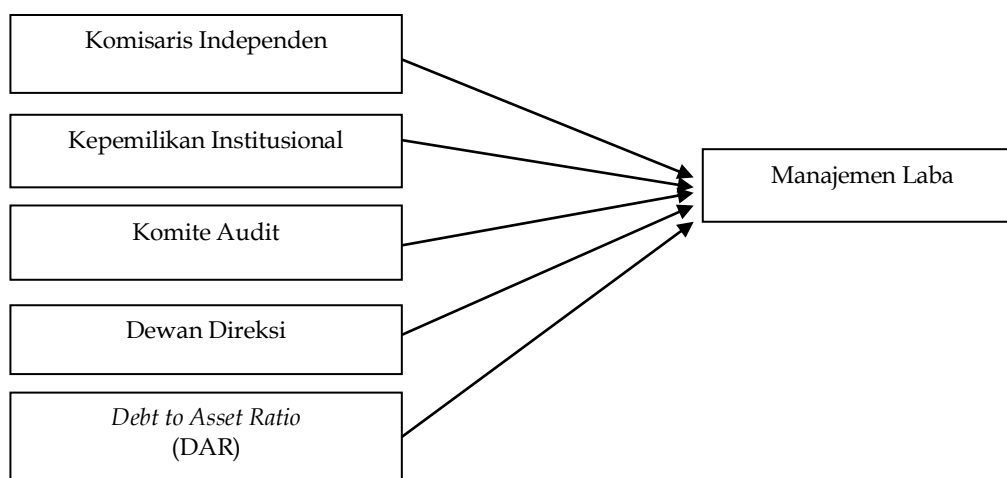 Komisaris Independen
Kepemilikan Institusional
Manajemen Laba
Komite Audit
Dewan Direksi
Debt to Asset Ratio
(DAR)